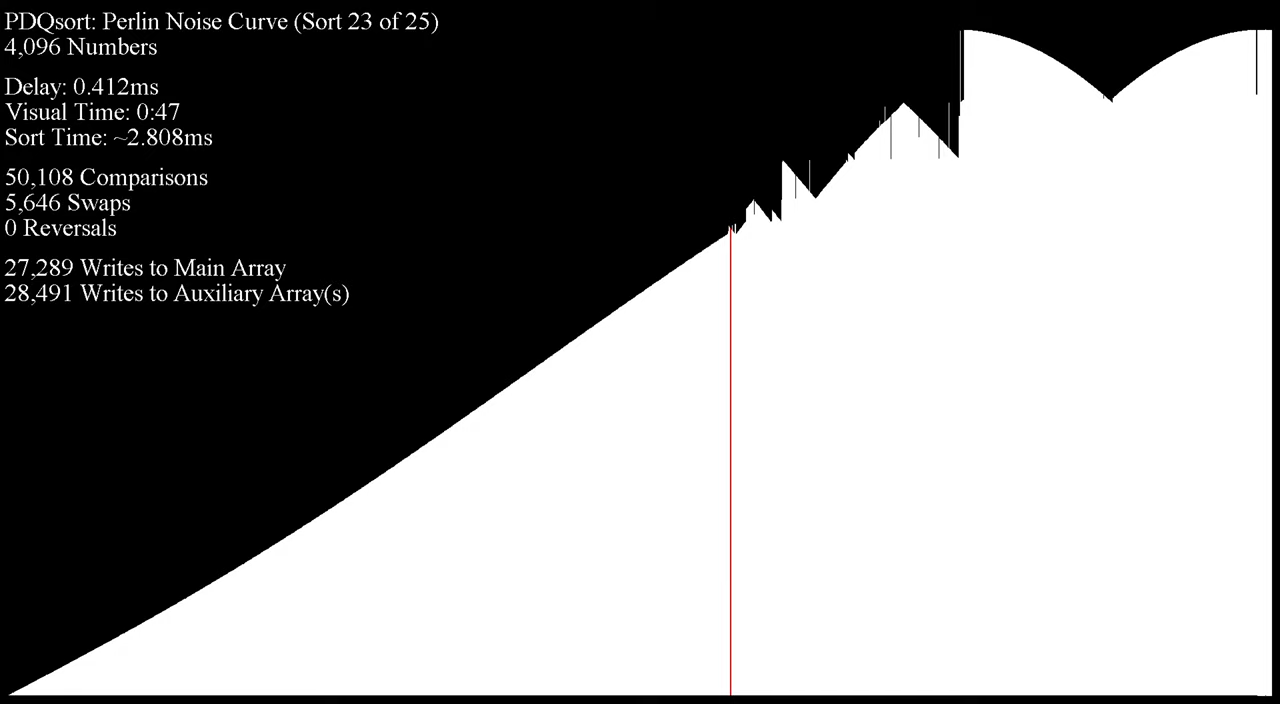 PDQsort: Perlin Noise Curve (Sort 23 of 25)
4,096 Numbers
Delay: 0.412ms
Visual Time: 0:47
Sort Time: ~2.808ms
50,108 Comparisons
5,646 Swaps
0 Reversals
27,289 Writes to Main Array
28,491 Writes to Auxiliary Array(s)